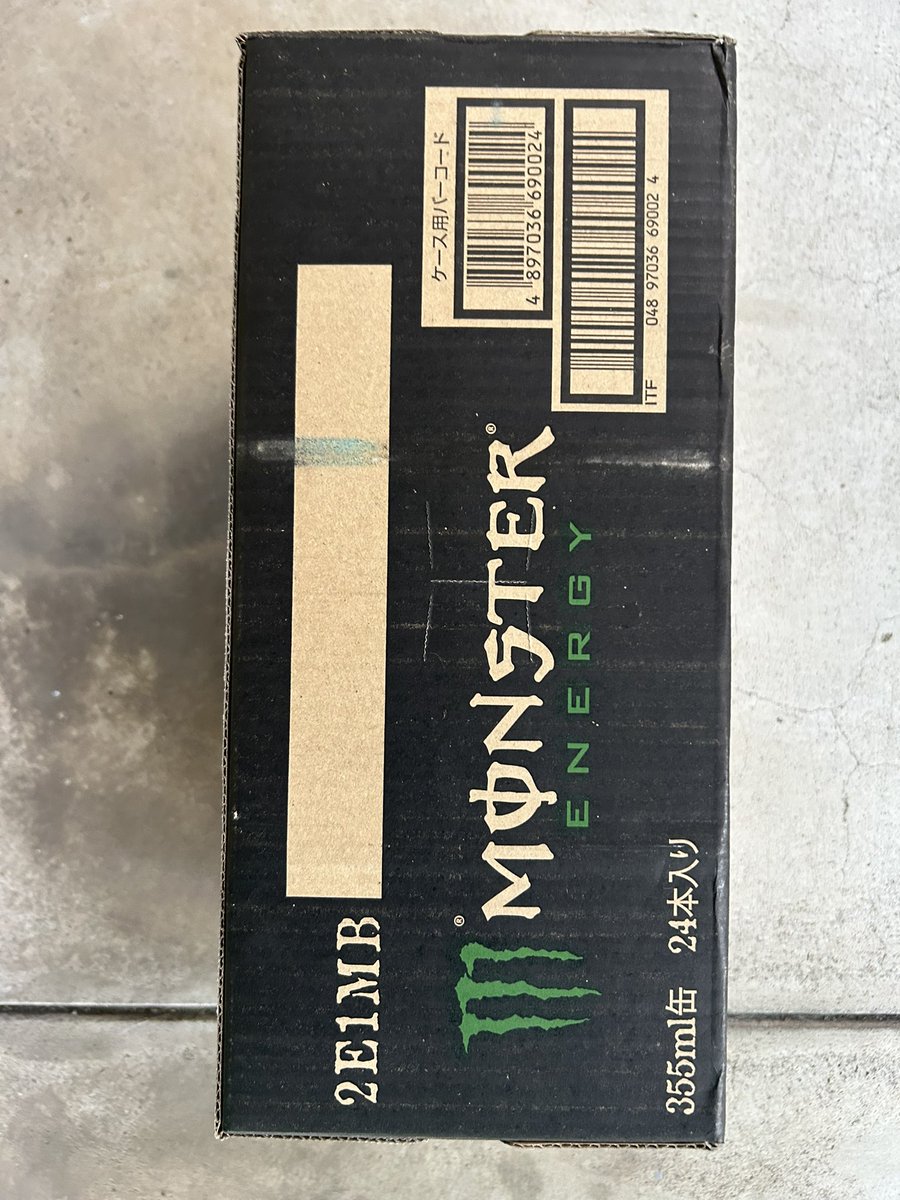 2E1MB
ケース用バーコード
4 897036 690024
ITF
048 97036 69002 4
MONSTER®
ENERGY
355ml缶 24本入り